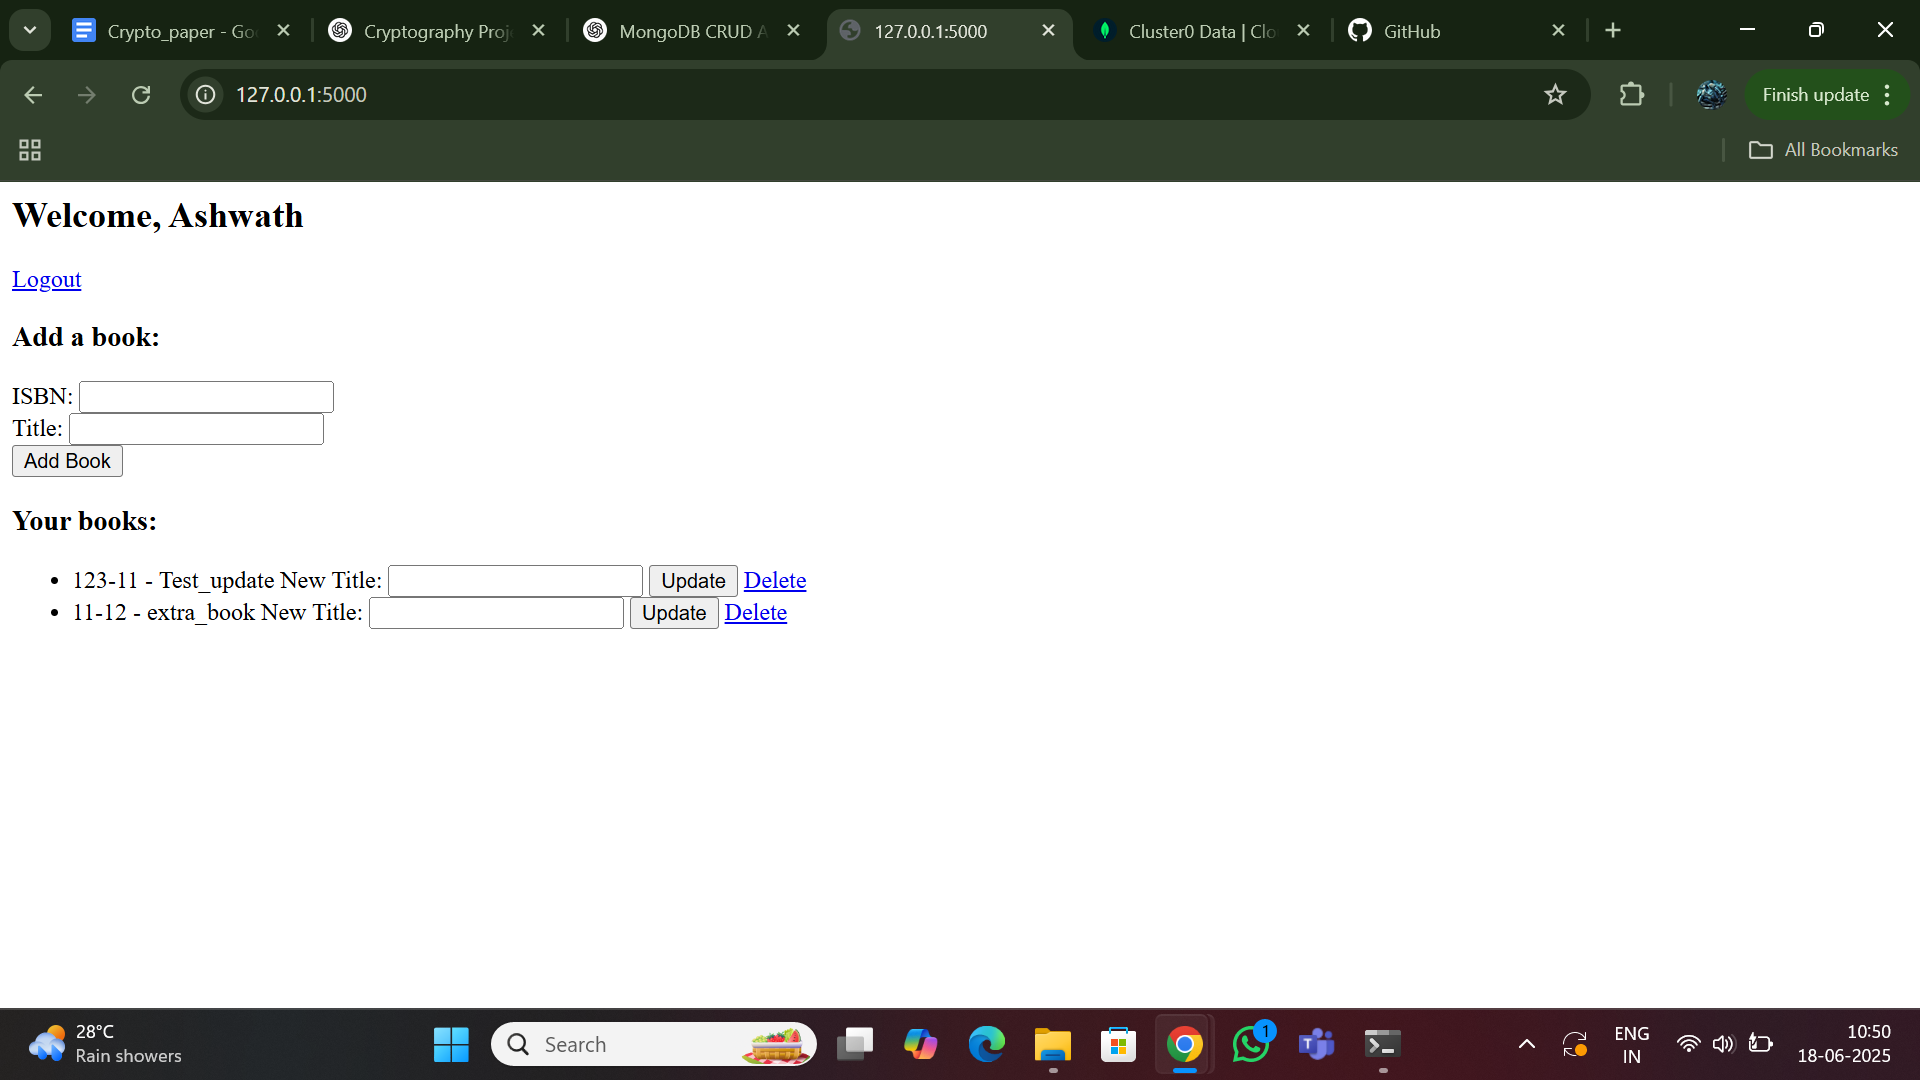 Crypto_paper - Go
Cryptography Proj
MongoDB CRUD A
127.0.0.1:5000
Cluster0 Data | Clo
GitHub
127.0.0.1:5000
Finish update
All Bookmarks
Welcome, Ashwath
Logout
Add a book:
ISBN:
Title:
Add Book
Your books:
123-11 - Test_update New Title: Update Delete
11-12 - extra_book New Title: Update Delete
28°C
Rain showers
Search
1
ENG
IN
10:50
18-06-2025